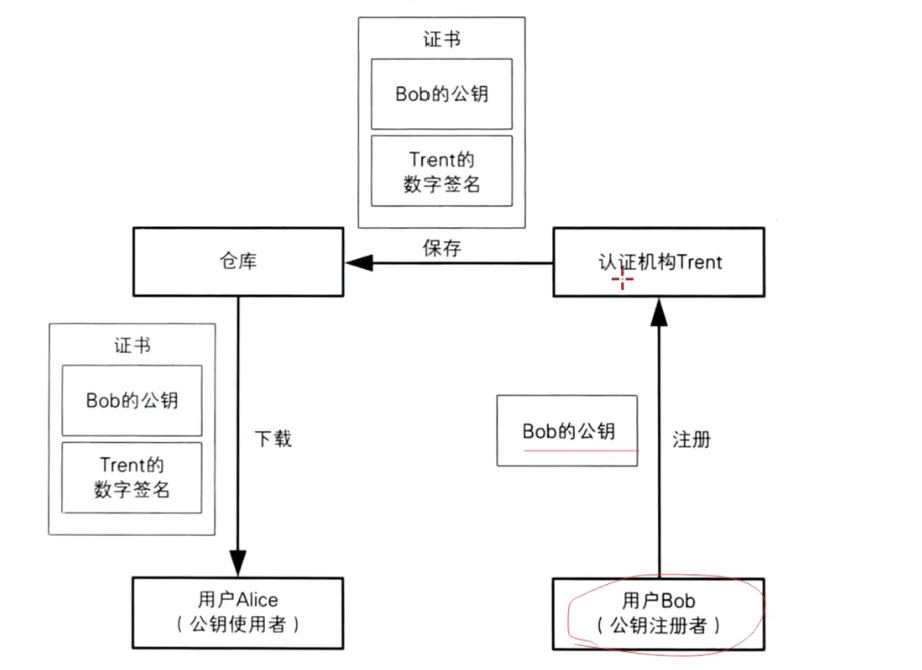 证书
Bob的公钥
Trent的
数字签名
仓库
保存
认证机构Trent
证书
Bob的公钥
Trent的
数字签名
下载
Bob的公钥
注册
用户Alice
（公钥使用者）
用户Bob
（公钥注册者）